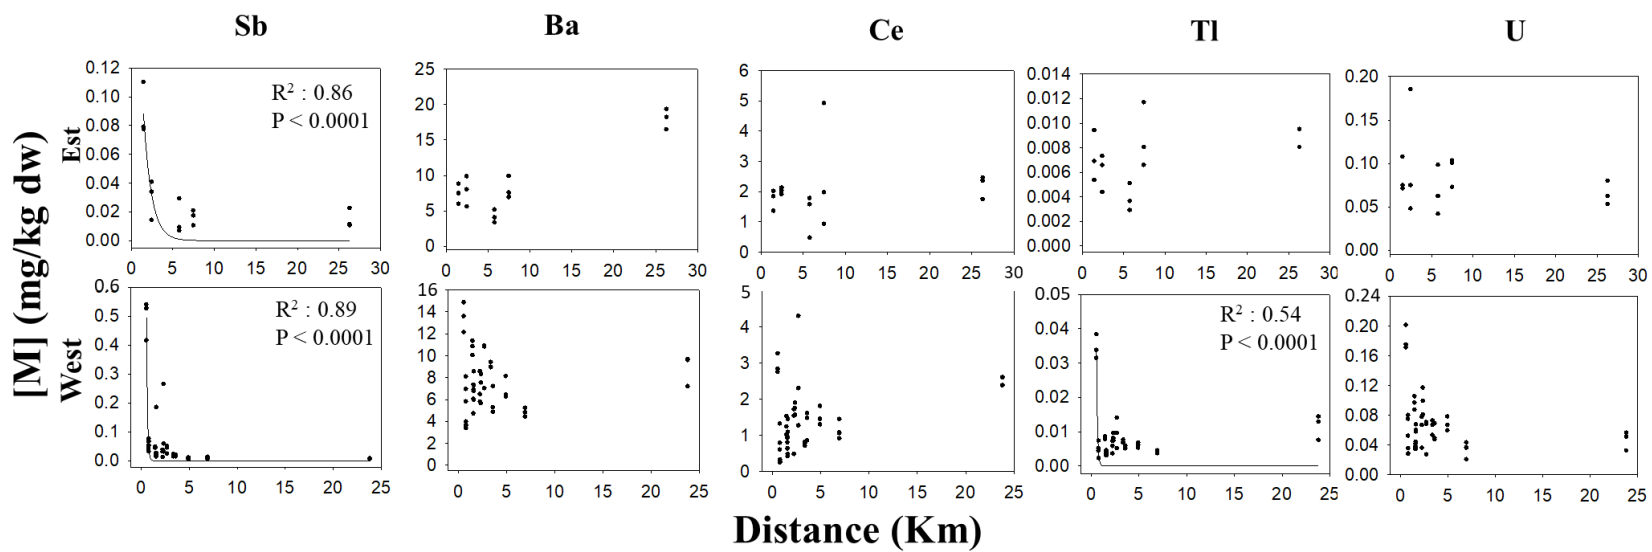 Sb Ba Ce Tl U
[M] (mg/kg dw)
Est
0.12 0.10 0.08 0.06 0.04 0.02 0.00
R² : 0.86
P < 0.0001
0 5 10 15 20 25 30
25 20 15 10 5 0
0 5 10 15 20 25 30
6 5 4 3 2 1 0
0 5 10 15 20 25 30
0.014 0.012 0.010 0.008 0.006 0.004 0.002 0.000
0 5 10 15 20 25 30
0.20 0.15 0.10 0.05 0.00
0 5 10 15 20 25 30
West
0.6 0.5 0.4 0.3 0.2 0.1 0.0
R² : 0.89
P < 0.0001
0 5 10 15 20 25
16 14 12 10 8 6 4 2 0
0 5 10 15 20 25
5 4 3 2 1 0
0 5 10 15 20 25
0.05 0.04 0.03 0.02 0.01 0.00
R² : 0.54
P < 0.0001
0 5 10 15 20 25
0.24 0.20 0.16 0.12 0.08 0.04 0.00
0 5 10 15 20 25
Distance (Km)